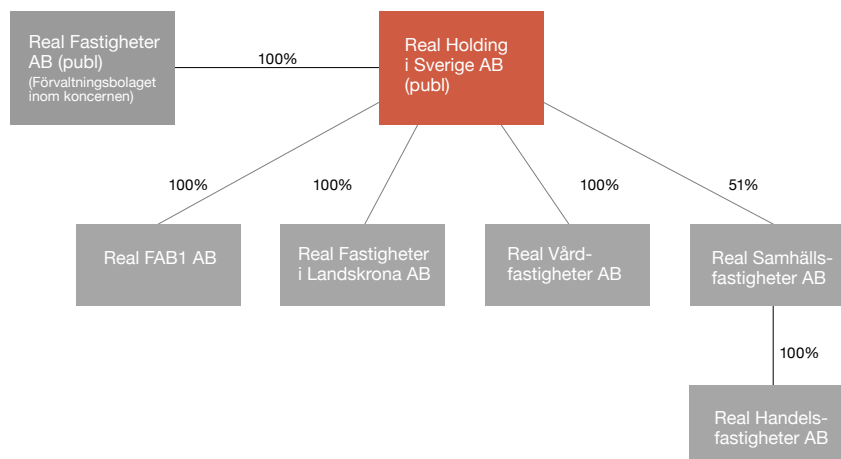 Real Fastigheter
AB (publ)
(Förvaltningsbolaget
inom koncernen)
100%
Real Holding
i Sverige AB
(publ)
100%
100%
100%
51%
Real FAB1 AB
Real Fastigheter
i Landskrona AB
Real Vård-
fastigheter AB
Real Samhälls-
fastigheter AB
100%
Real Handels-
fastigheter AB